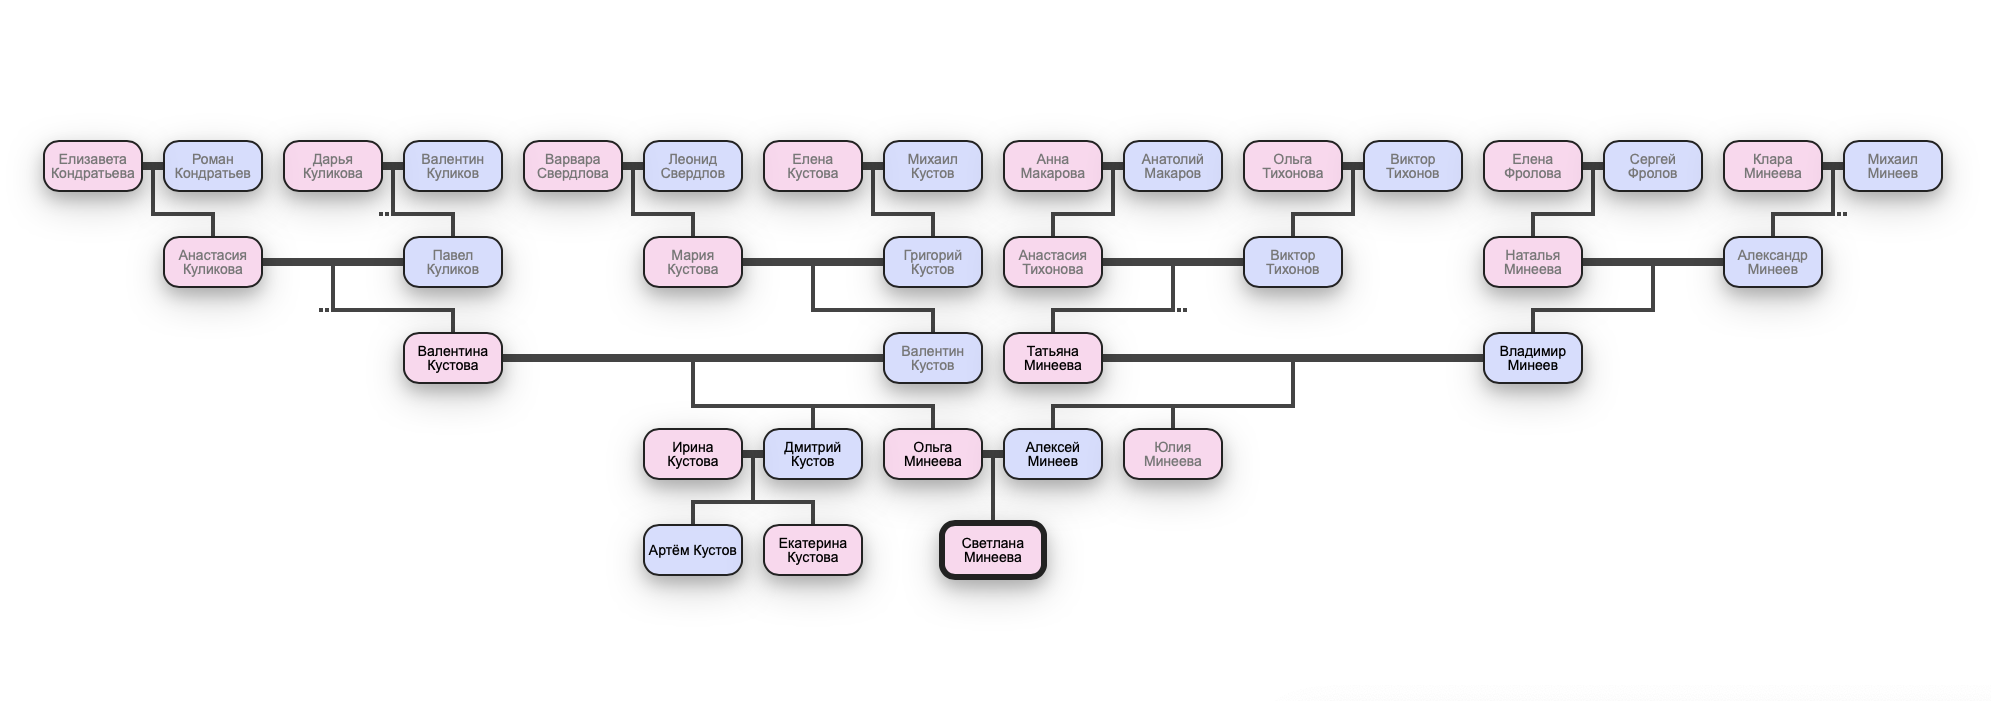 Елизавета
Кондратьева
Роман
Кондратьев
Дарья
Куликова
Валентин
Куликов
Варвара
Свердлова
Леонид
Свердлов
Елена
Кустова
Михаил
Кустов
Анна
Макарова
Анатолий
Макаров
Ольга
Тихонова
Виктор
Тихонов
Елена
Фролова
Сергей
Фролов
Клара
Минеева
Михаил
Минеев
Анастасия
Куликова
Павел
Куликов
Мария
Кустова
Григорий
Кустов
Анастасия
Тихонова
Виктор
Тихонов
Наталья
Минеева
Александр
Минеев
Валентина
Кустова
Валентин
Кустов
Татьяна
Минеева
Владимир
Минеев
Ирина
Кустова
Дмитрий
Кустов
Ольга
Минеева
Алексей
Минеев
Юлия
Минеева
Артём Кустов
Екатерина
Кустова
Светлана
Минеева